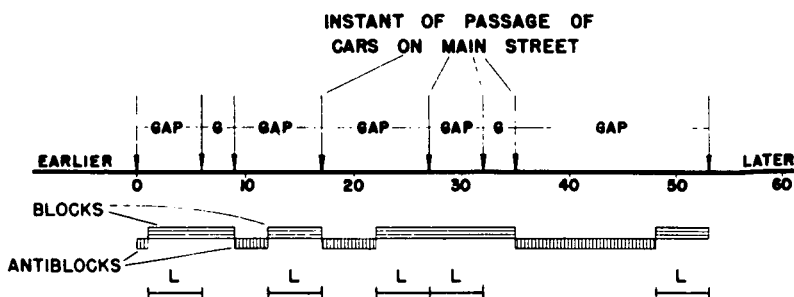 INSTANT OF PASSAGE OF
CARS ON MAIN STREET
GAP G GAP GAP GAP G GAP
EARLIER LATER
0 10 20 30 40 50 60
BLOCKS
ANTIBLOCKS
L L L L L